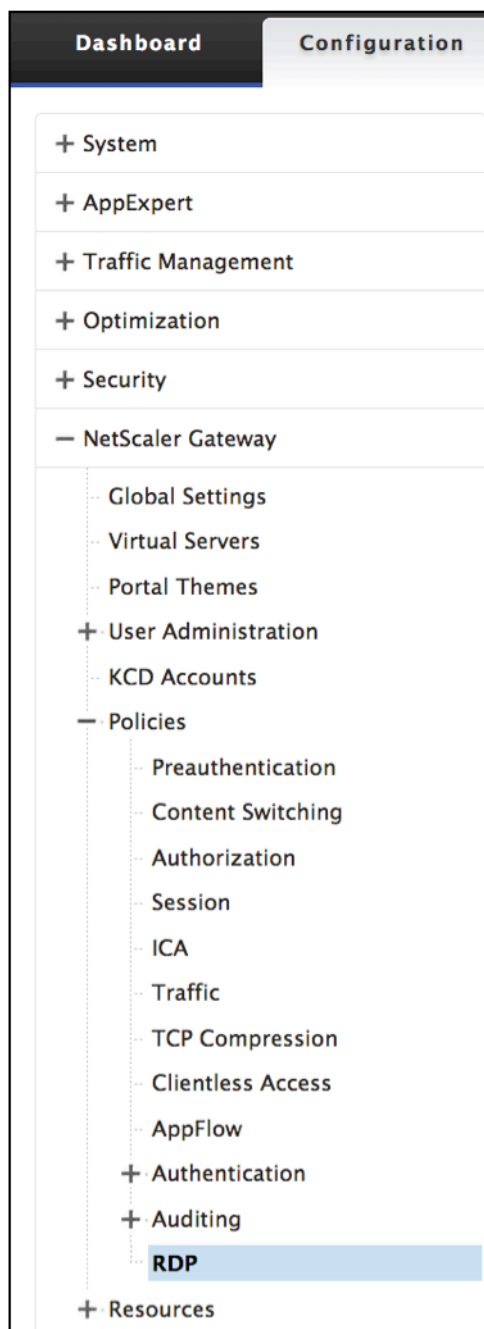 Dashboard Configuration
System
AppExpert
Traffic Management
Optimization
Security
NetScaler Gateway
Global Settings
Virtual Servers
Portal Themes
User Administration
KCD Accounts
Policies
Preauthentication
Content Switching
Authorization
Session
ICA
Traffic
TCP Compression
Clientless Access
AppFlow
Authentication
Auditing
RDP
Resources